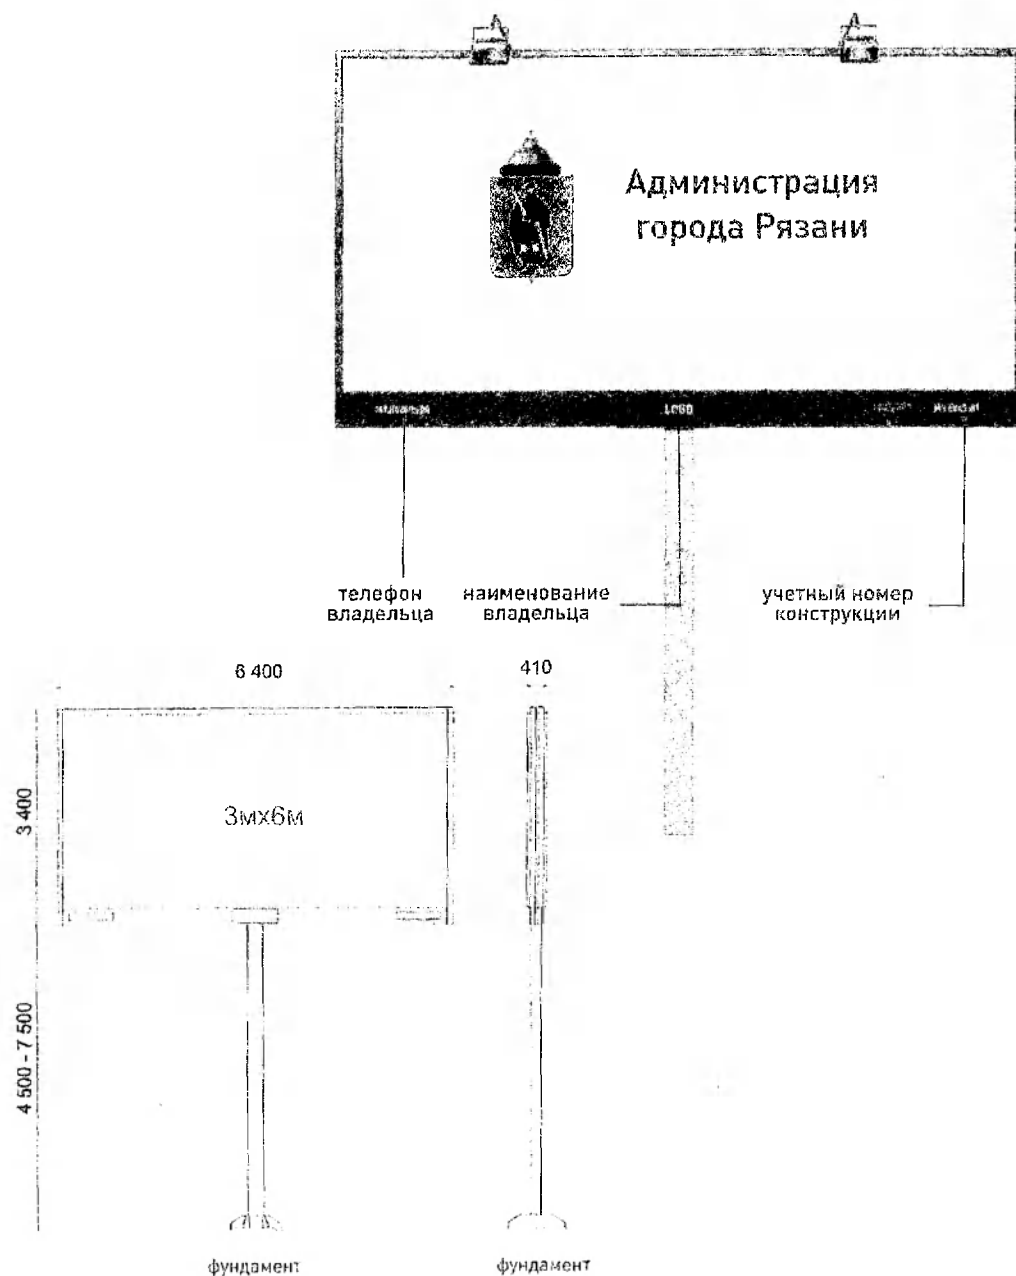 Администрация
города Рязани
LOGO
телефон
владельца
наименование
владельца
учетный номер
конструкции
6 400
410
3 400
3мх6м
4 500 - 7 500
фундамент
фундамент